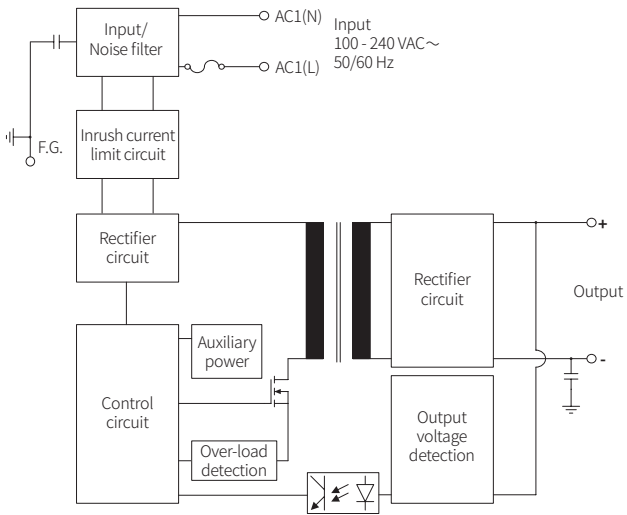 Input/
Noise filter
AC1(N)
AC1(L)
Input
100 - 240 VAC～
50/60 Hz
F.G.
Inrush current
limit circuit
Rectifier
circuit
Rectifier
circuit
+
Output
-
Auxiliary
power
Control
circuit
Over-load
detection
Output
voltage
detection